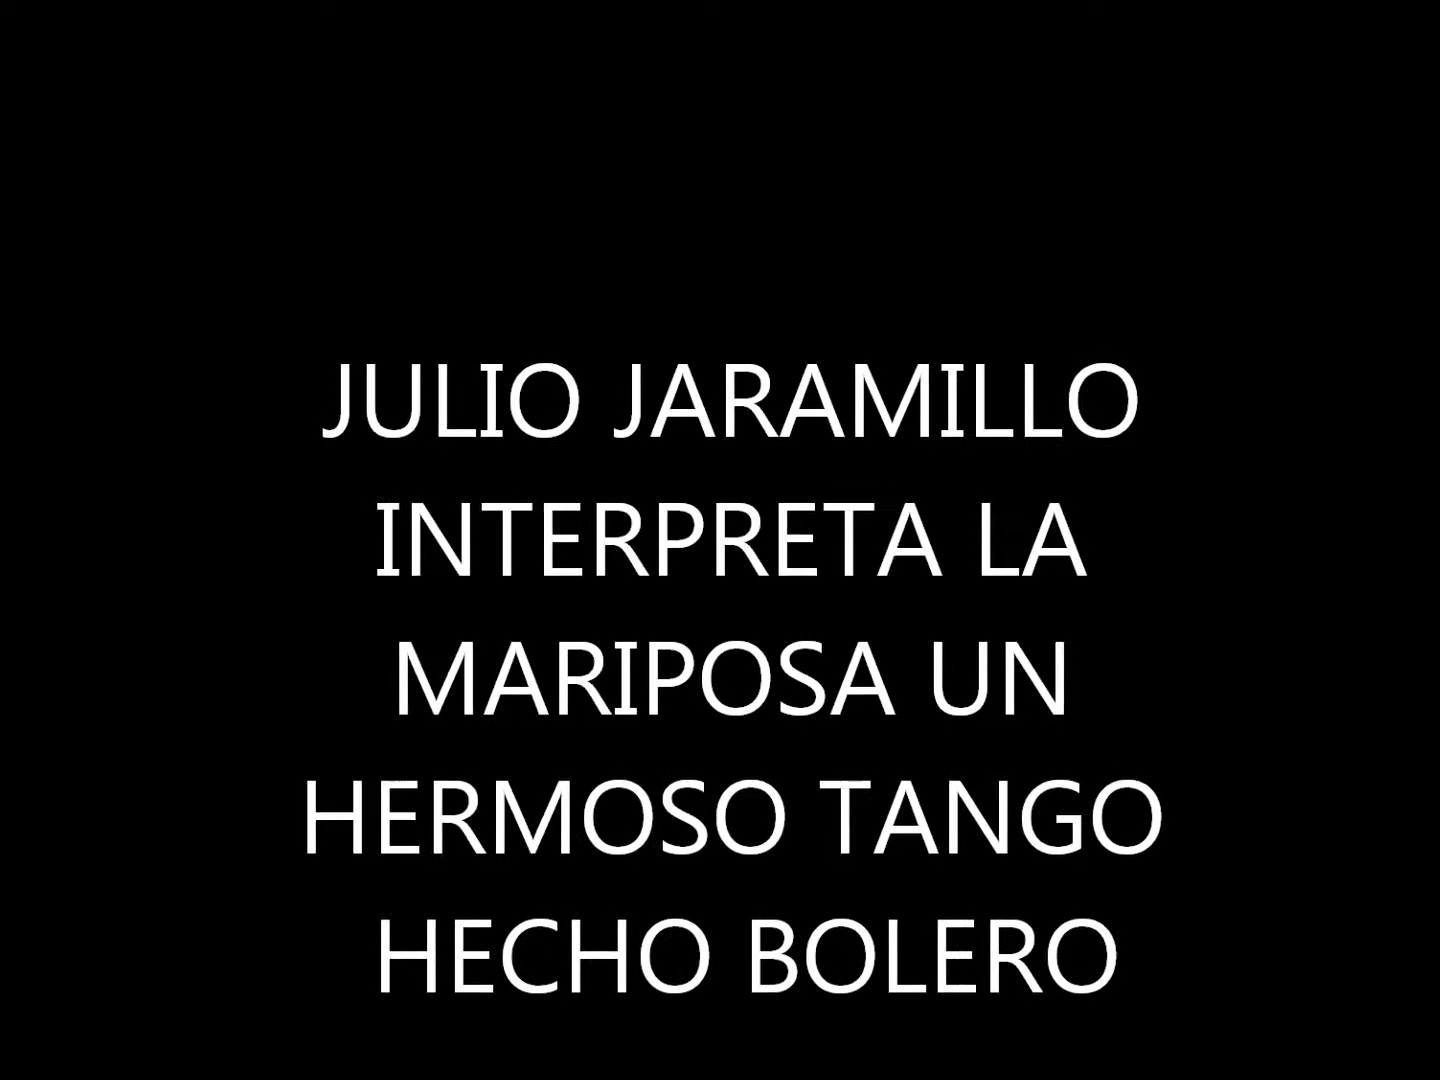 JULIO JARAMILLO
INTERPRETA LA
MARIPOSA UN
HERMOSO TANGO
HECHO BOLERO